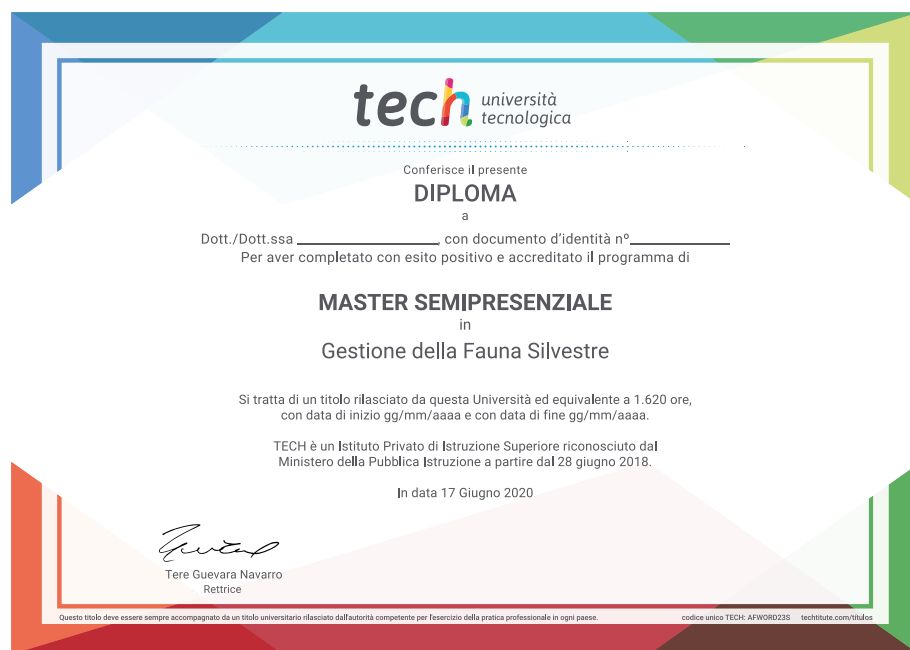 tech università
tecnologica
Conferisce il presente
DIPLOMA
a
Dott./Dott.ssa ________________, con documento d'identità nº____________
Per aver completato con esito positivo e accreditato il programma di
MASTER SEMIPRESENZIALE
in
Gestione della Fauna Silvestre
Si tratta di un titolo rilasciato da questa Università ed equivalente a 1.620 ore,
con data di inizio gg/mm/aaaa e con data di fine gg/mm/aaaa.
TECH è un Istituto Privato di Istruzione Superiore riconosciuto dal
Ministero della Pubblica Istruzione a partire dal 28 giugno 2018.
In data 17 Giugno 2020
Tere Guevara Navarro
Rettrice
Questo titolo deve essere sempre accompagnato da un titolo universitario rilasciato dall'autorità competente per l'esercizio della pratica professionale in ogni paese. codice unico TECH: AFWORD23S techtitute.com/titulos